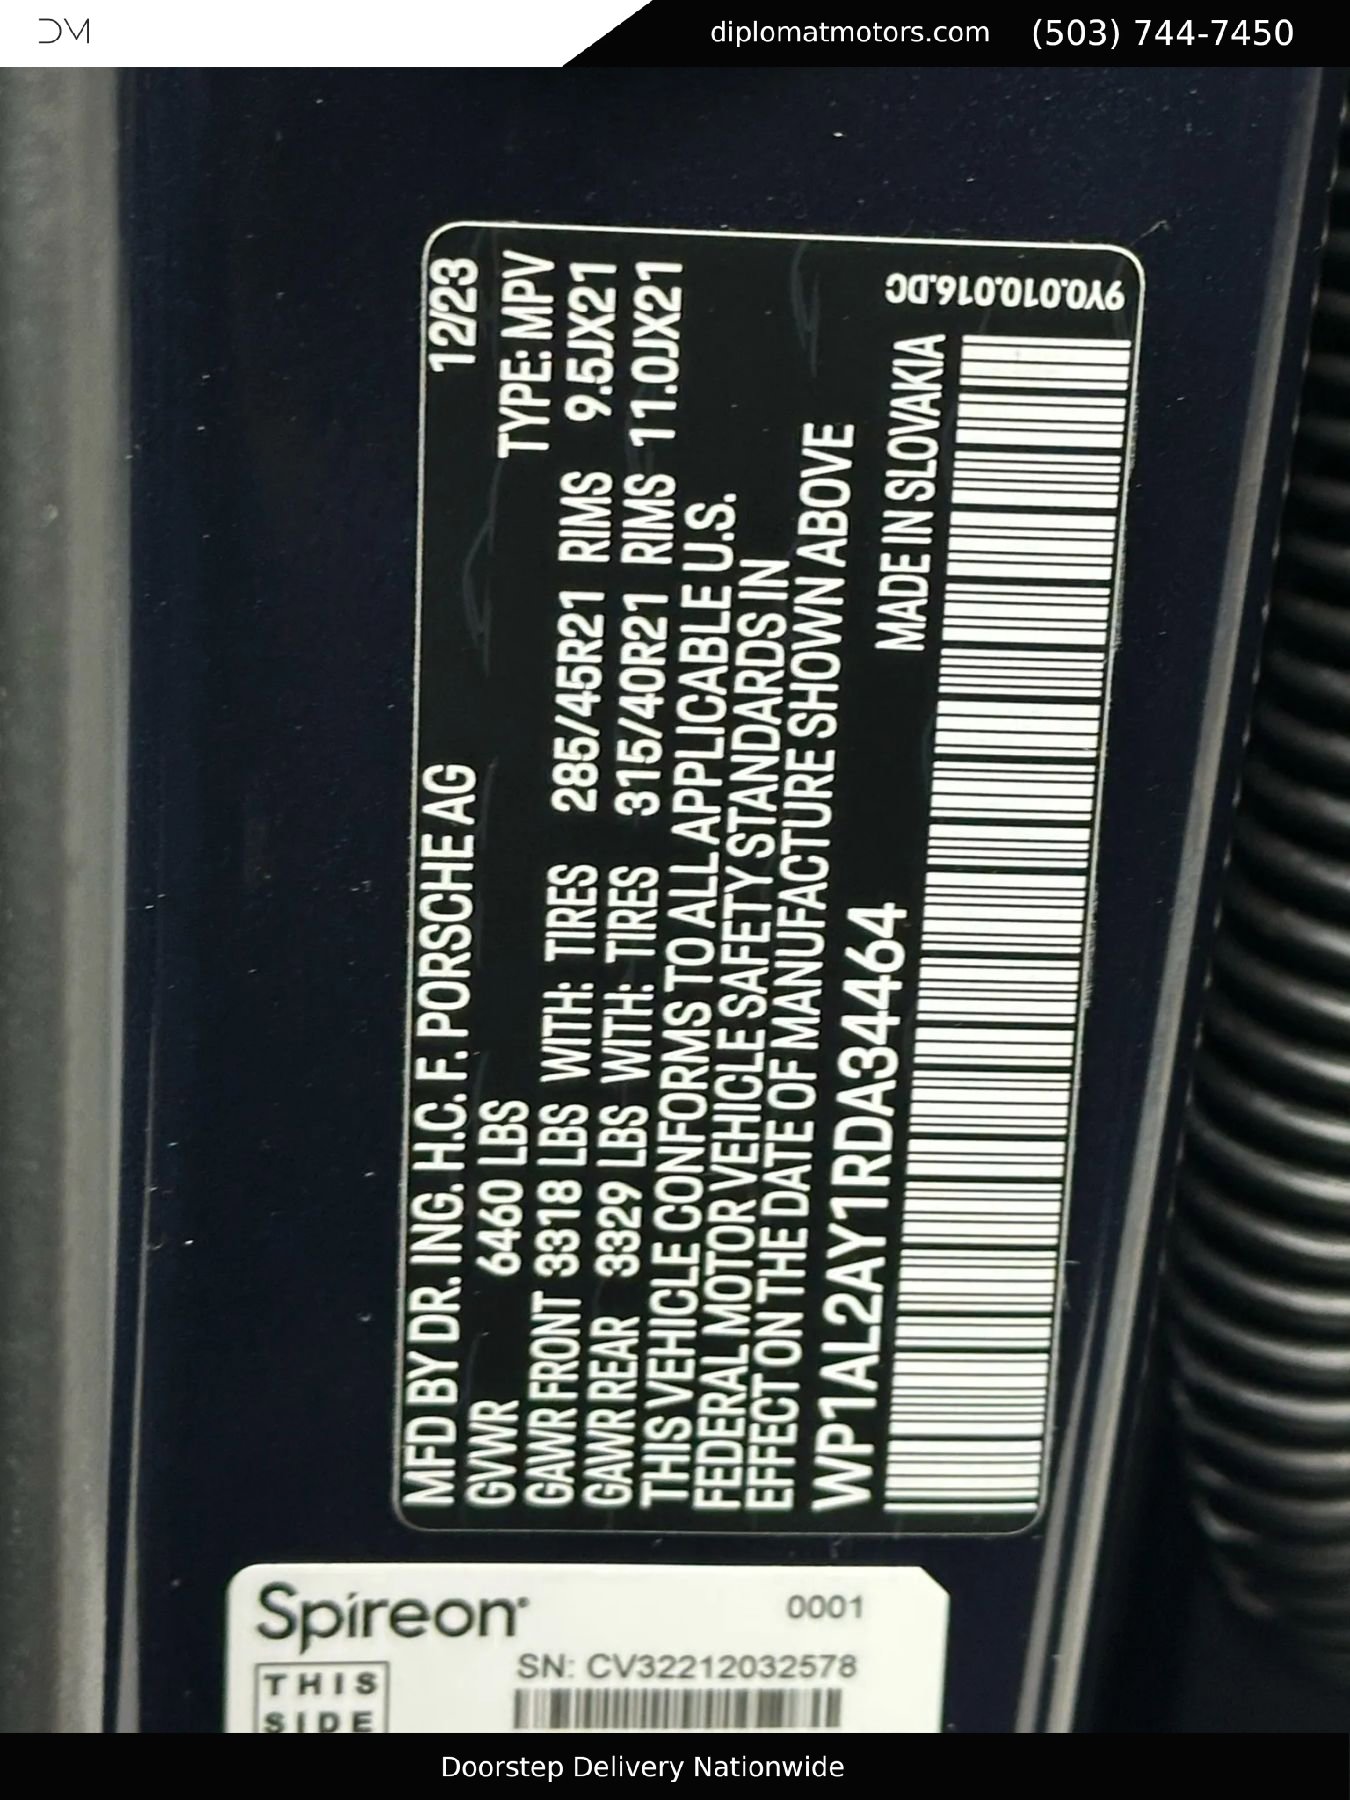 DM
diplomatmotors.com (503) 744-7450
MFD BY DR. ING. H.C. F. PORSCHE AG 12/23
GVWR 6460 LBS TYPE: MPV
GAWR FRONT 3318 LBS WITH: TIRES 285/45R21 RIMS 9.5JX21
GAWR REAR 3329 LBS WITH: TIRES 315/40R21 RIMS 11.0JX21
THIS VEHICLE CONFORMS TO ALL APPLICABLE U.S.
FEDERAL MOTOR VEHICLE SAFETY STANDARDS IN
EFFECT ON THE DATE OF MANUFACTURE SHOWN ABOVE
WP1AL2AY1RDA34464 MADE IN SLOVAKIA
9Y0.010.016.DC
Spireon 0001
SN: CV32212032578
THIS
SIDE
Doorstep Delivery Nationwide